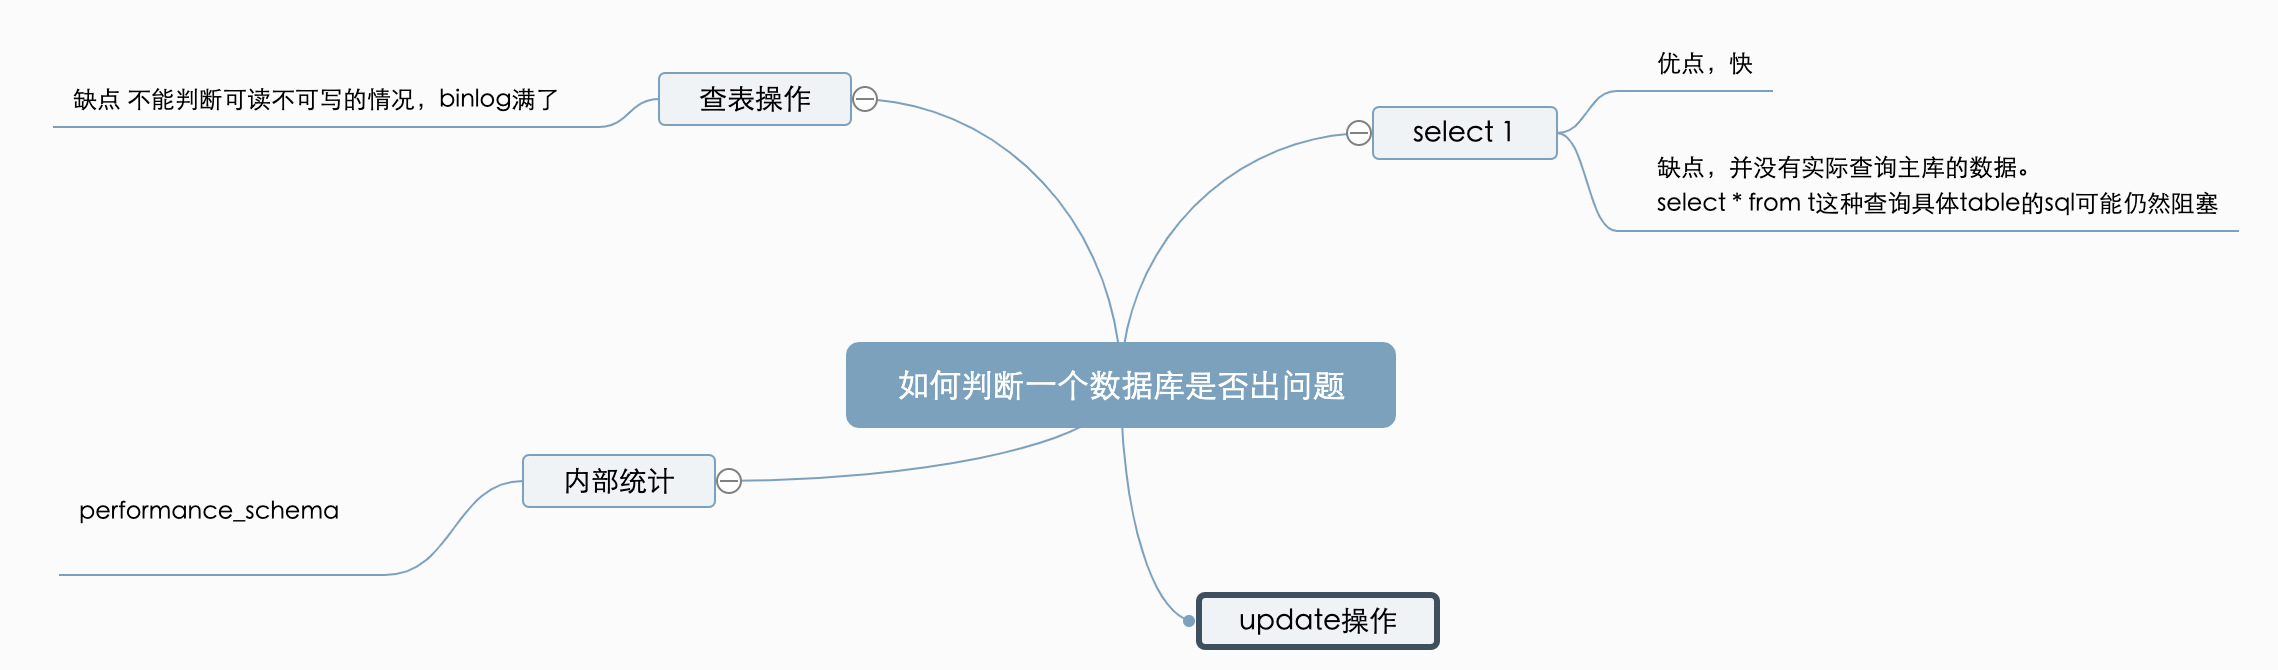 优点，快
缺点 不能判断可读不可写的情况，binlog满了
查表操作
select 1
缺点，并没有实际查询主库的数据。
select * from t这种查询具体table的sql可能仍然阻塞
如何判断一个数据库是否出问题
内部统计
performance_schema
update操作